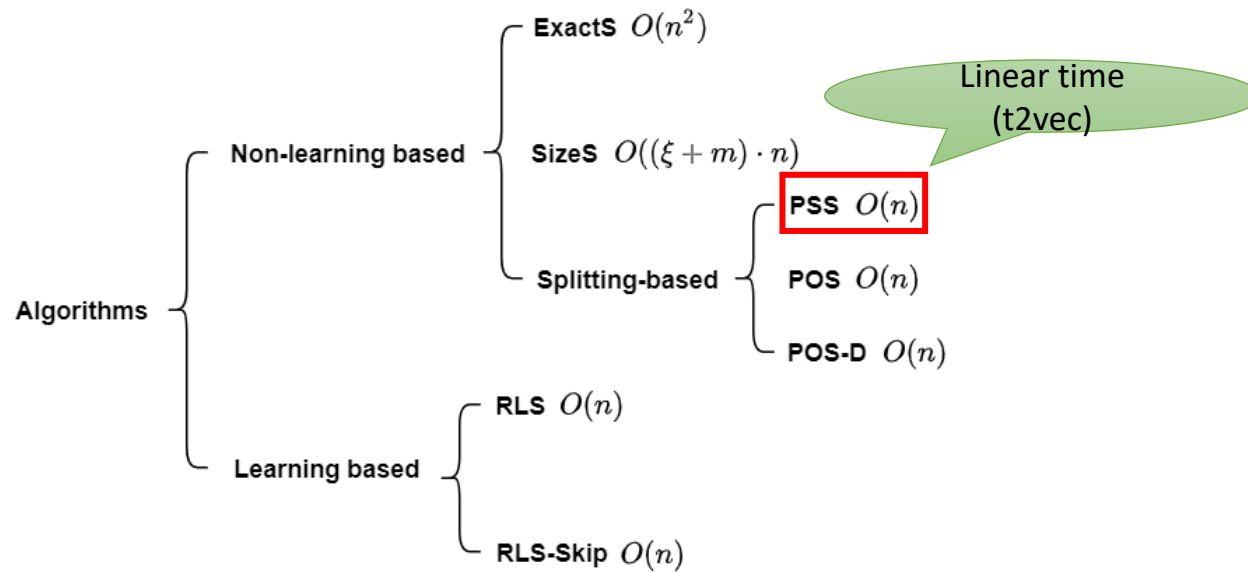 ExactS O(n²)
Linear time
(t2vec)
Non-learning based
SizeS O((ξ + m) · n)
PSS O(n)
Splitting-based
POS O(n)
Algorithms
POS-D O(n)
RLS O(n)
Learning based
RLS-Skip O(n)